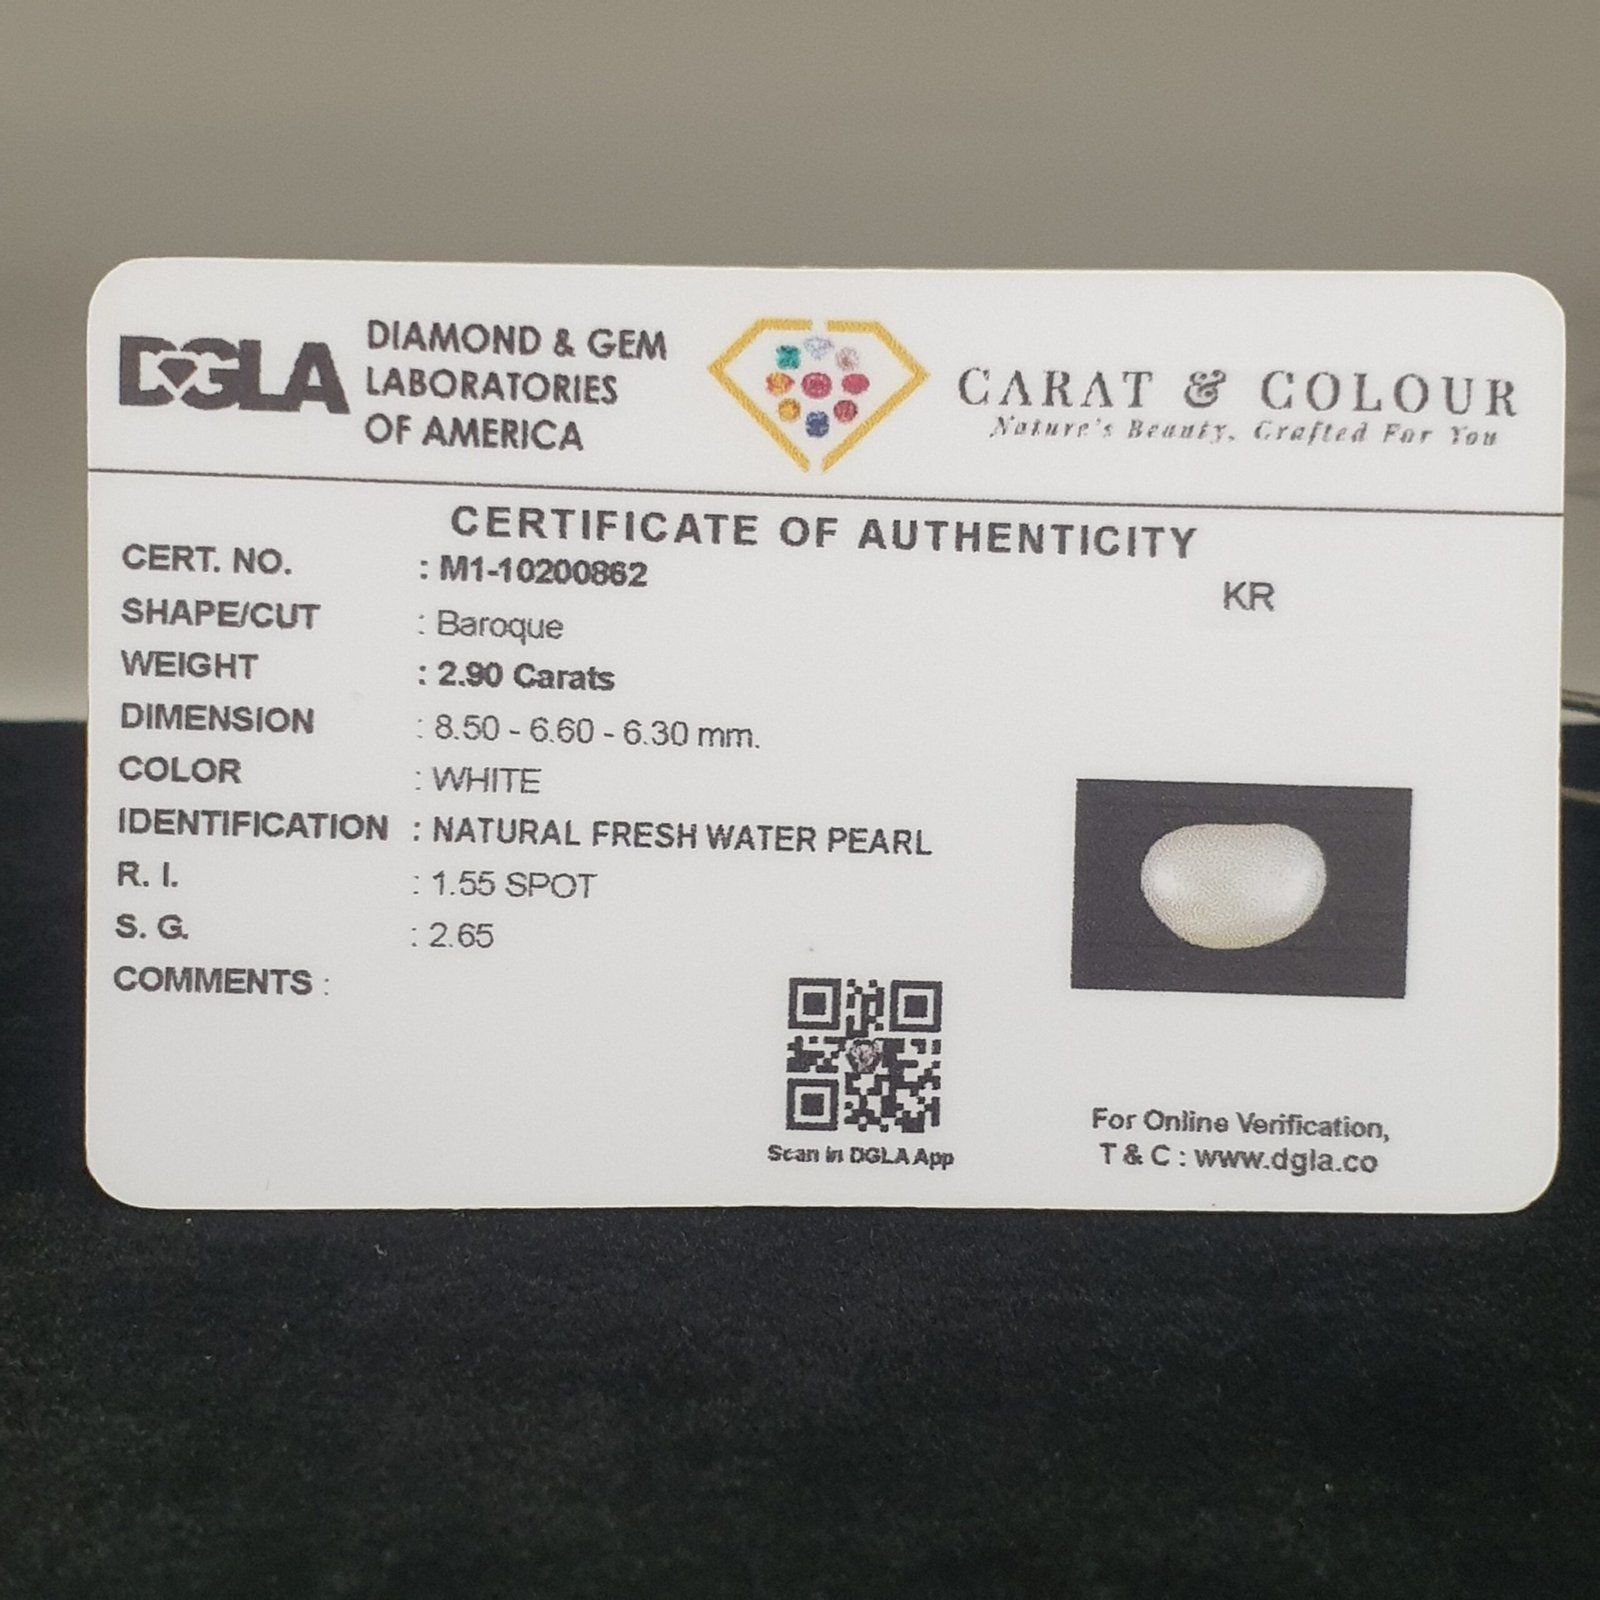 DGLA
DIAMOND & GEM
LABORATORIES
OF AMERICA
CARAT & COLOUR
Nature's Beauty, Crafted For You
CERTIFICATE OF AUTHENTICITY
CERT. NO. : M1-10200862
KR
SHAPE/CUT : Baroque
WEIGHT : 2.90 Carats
DIMENSION : 8.50 - 6.60 - 6.30 mm.
COLOR : WHITE
IDENTIFICATION : NATURAL FRESH WATER PEARL
R. I. : 1.55 SPOT
S. G. : 2.65
COMMENTS :
Scan in DGLA App
For Online Verification,
T & C : www.dgla.co